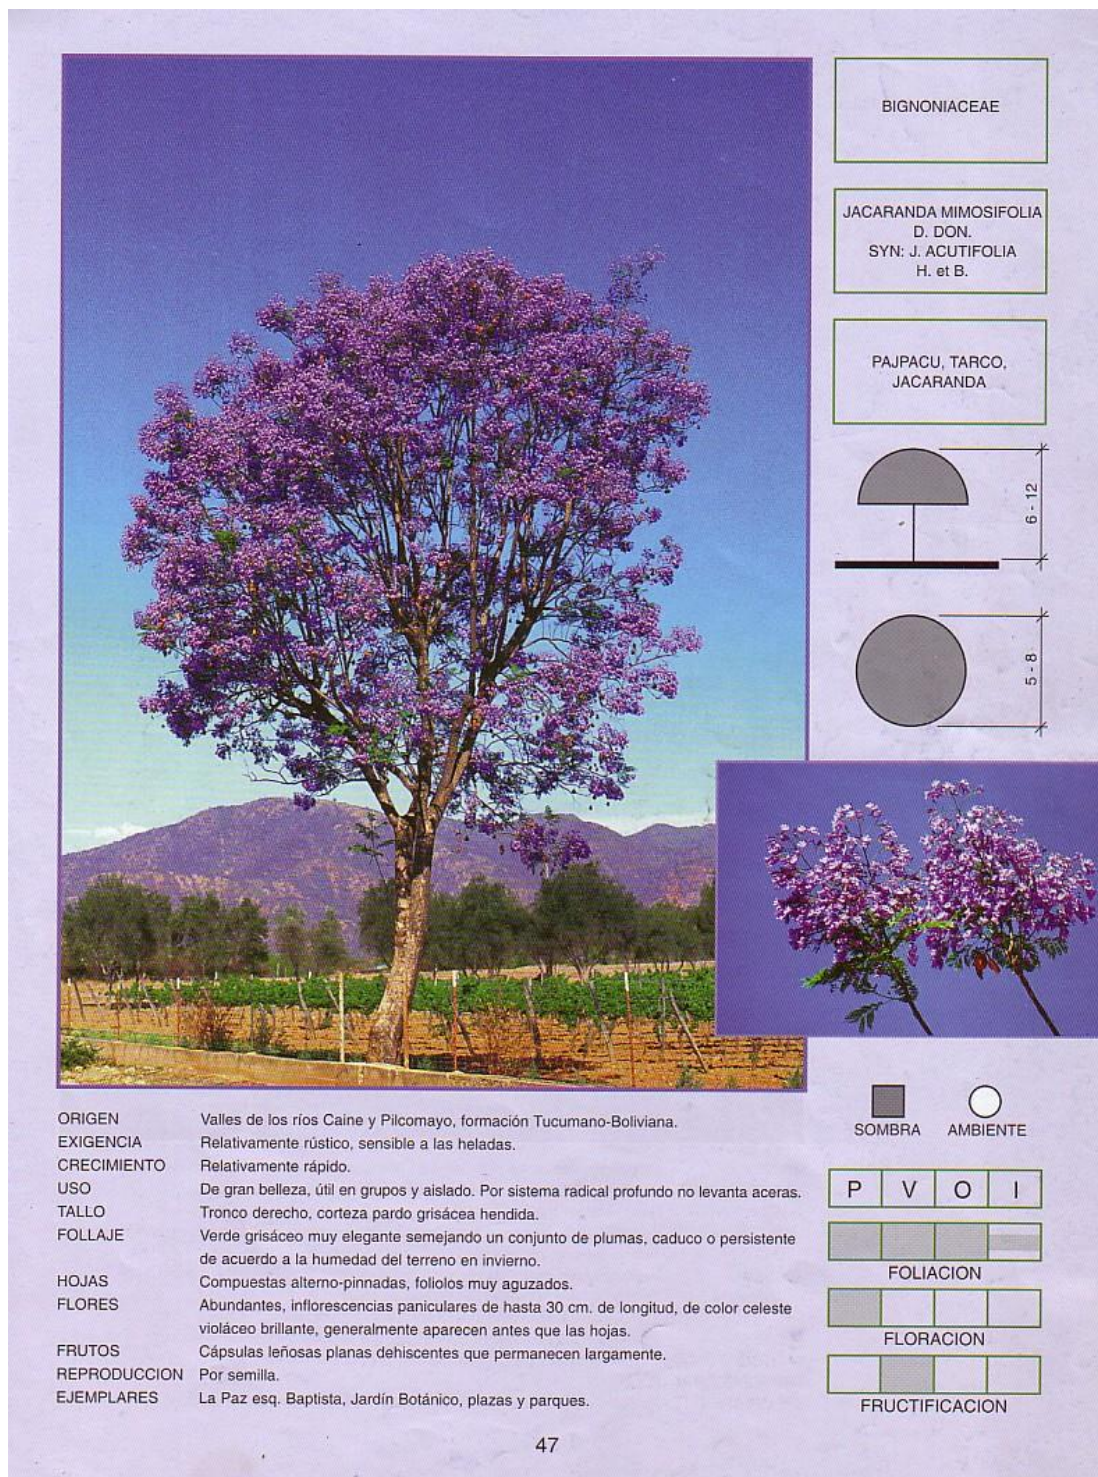 BIGNONIACEAE
JACARANDA MIMOSIFOLIA
D. DON.
SYN: J. ACUTIFOLIA
H. et B.
PAJPACU, TARCO,
JACARANDA
6 - 12
5 - 8
SOMBRA AMBIENTE
P V O I
FOLIACION
FLORACION
FRUCTIFICACION
ORIGEN Valles de los ríos Caine y Pilcomayo, formación Tucumano-Boliviana.
EXIGENCIA Relativamente rústico, sensible a las heladas.
CRECIMIENTO Relativamente rápido.
USO De gran belleza, útil en grupos y aislado. Por sistema radical profundo no levanta aceras.
TALLO Tronco derecho, corteza pardo grisácea hendida.
FOLLAJE Verde grisáceo muy elegante semejando un conjunto de plumas, caduco o persistente
de acuerdo a la humedad del terreno en invierno.
HOJAS Compuestas alterno-pinnadas, foliolos muy aguzados.
FLORES Abundantes, inflorescencias paniculares de hasta 30 cm. de longitud, de color celeste
violáceo brillante, generalmente aparecen antes que las hojas.
FRUTOS Cápsulas leñosas planas dehiscentes que permanecen largamente.
REPRODUCCION Por semilla.
EJEMPLARES La Paz esq. Baptista, Jardín Botánico, plazas y parques.
47